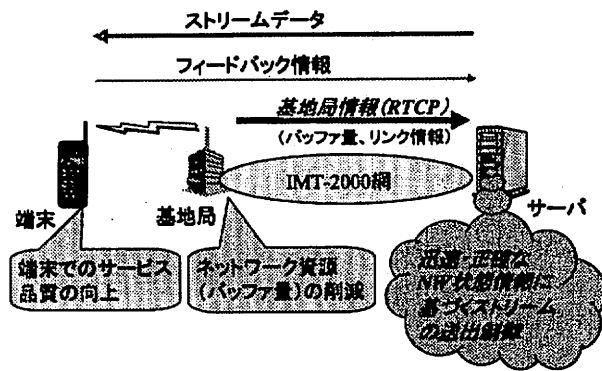 ストリームデータ
フィードバック情報
基地局情報(RTCP)
(バッファ量、リンク情報)
IMT-2000網
端末
基地局
サーバ
端末でのサービス
品質の向上
ネットワーク資源
(バッファ量)の削減
迅速・正確な
NW状態情報に
基づくストリーム
の送出制御